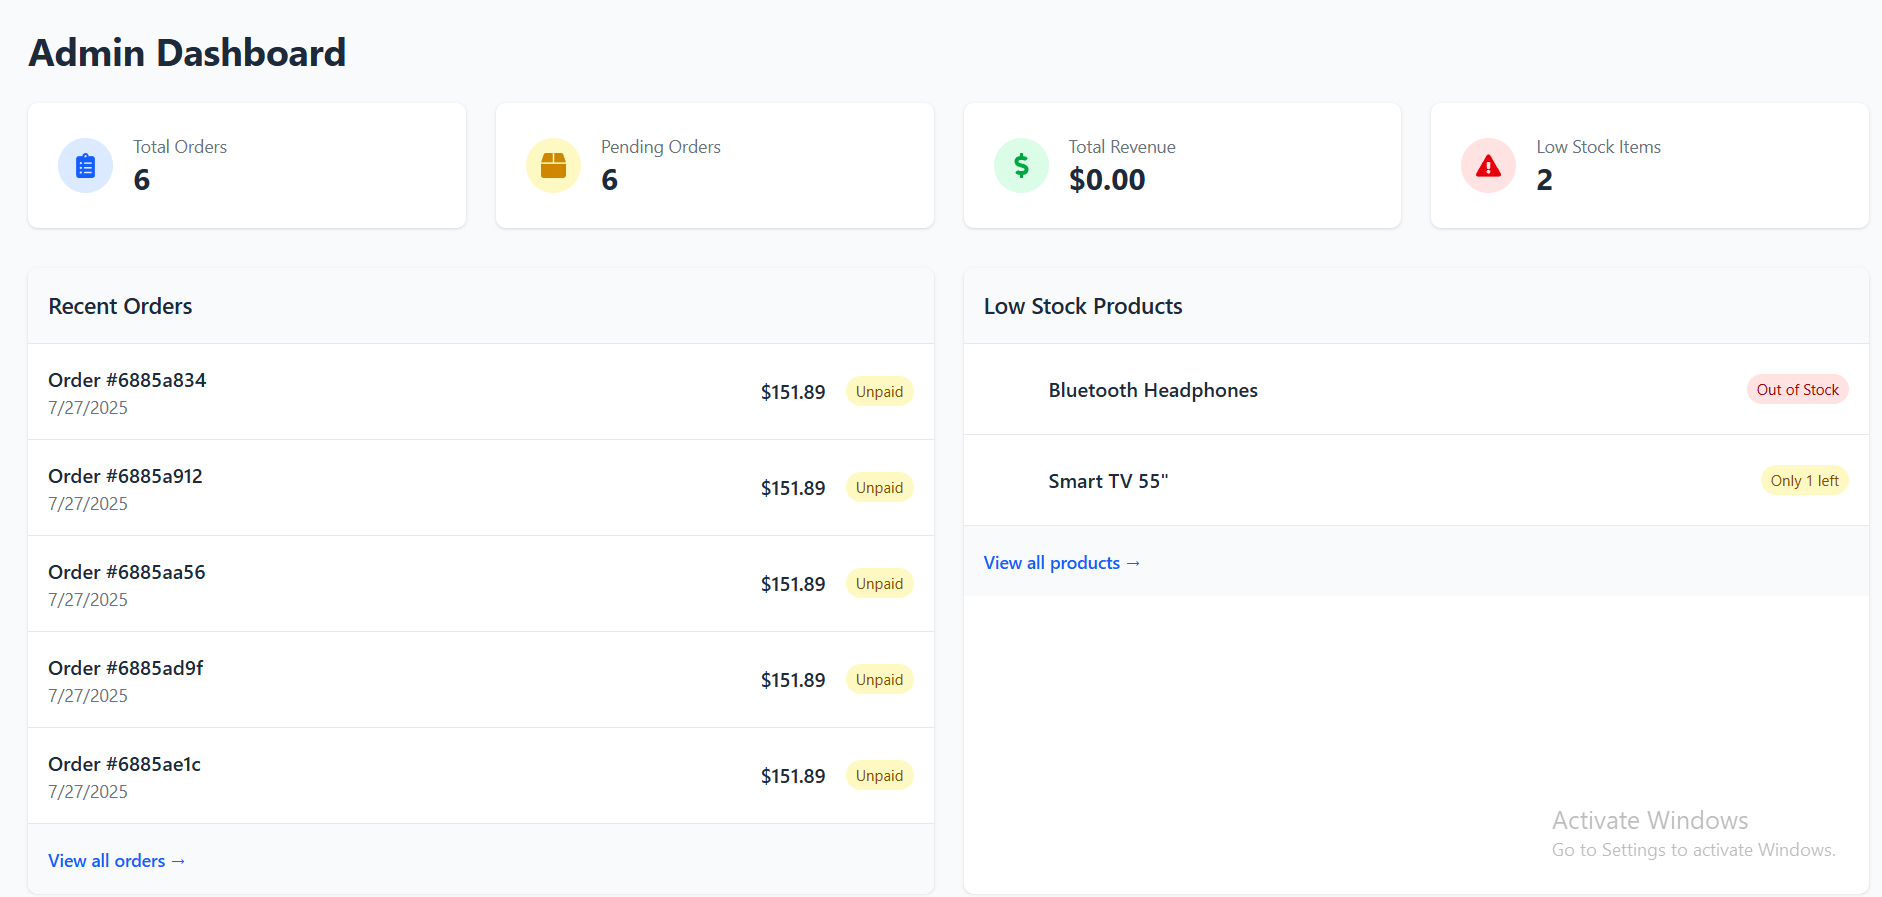 Admin Dashboard
Total Orders
6
Pending Orders
6
Total Revenue
$0.00
Low Stock Items
2
Recent Orders
Order #6885a834
7/27/2025
$151.89
Unpaid
Order #6885a912
7/27/2025
$151.89
Unpaid
Order #6885aa56
7/27/2025
$151.89
Unpaid
Order #6885ad9f
7/27/2025
$151.89
Unpaid
Order #6885ae1c
7/27/2025
$151.89
Unpaid
View all orders →
Low Stock Products
Bluetooth Headphones
Out of Stock
Smart TV 55"
Only 1 left
View all products →
Activate Windows
Go to Settings to activate Windows.